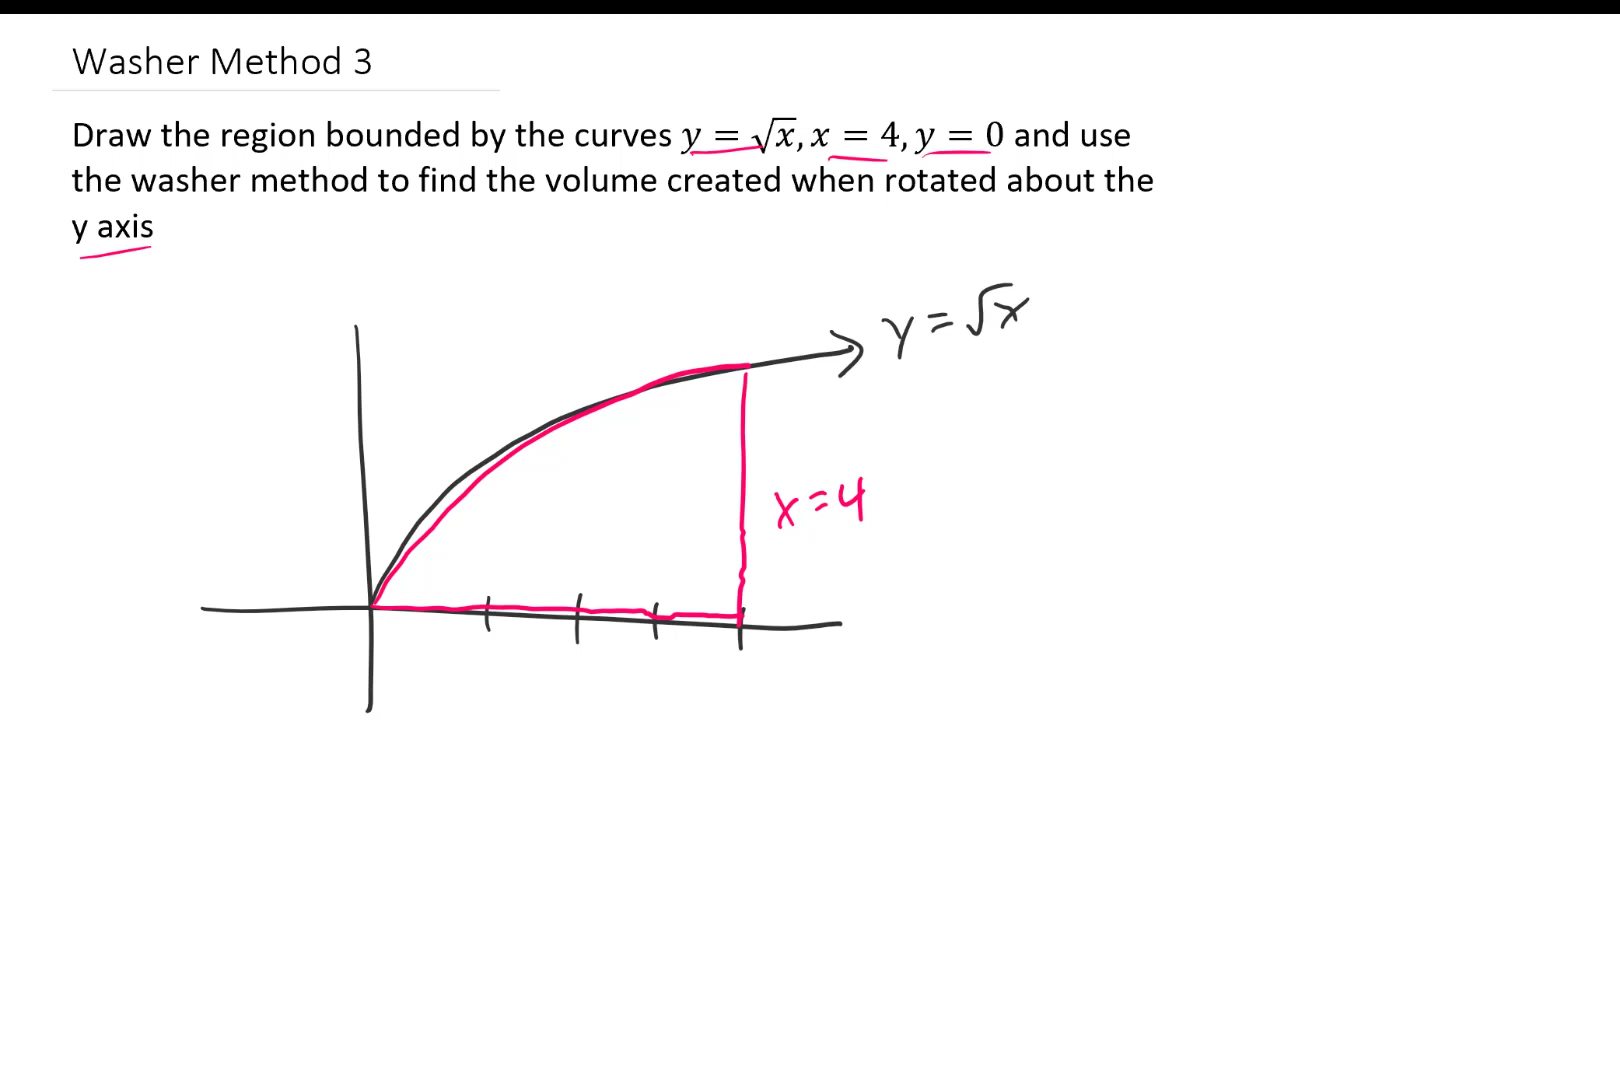 Washer Method 3
Draw the region bounded by the curves y = √x, x = 4, y = 0 and use
the washer method to find the volume created when rotated about the
y axis
y = √x
x = 4